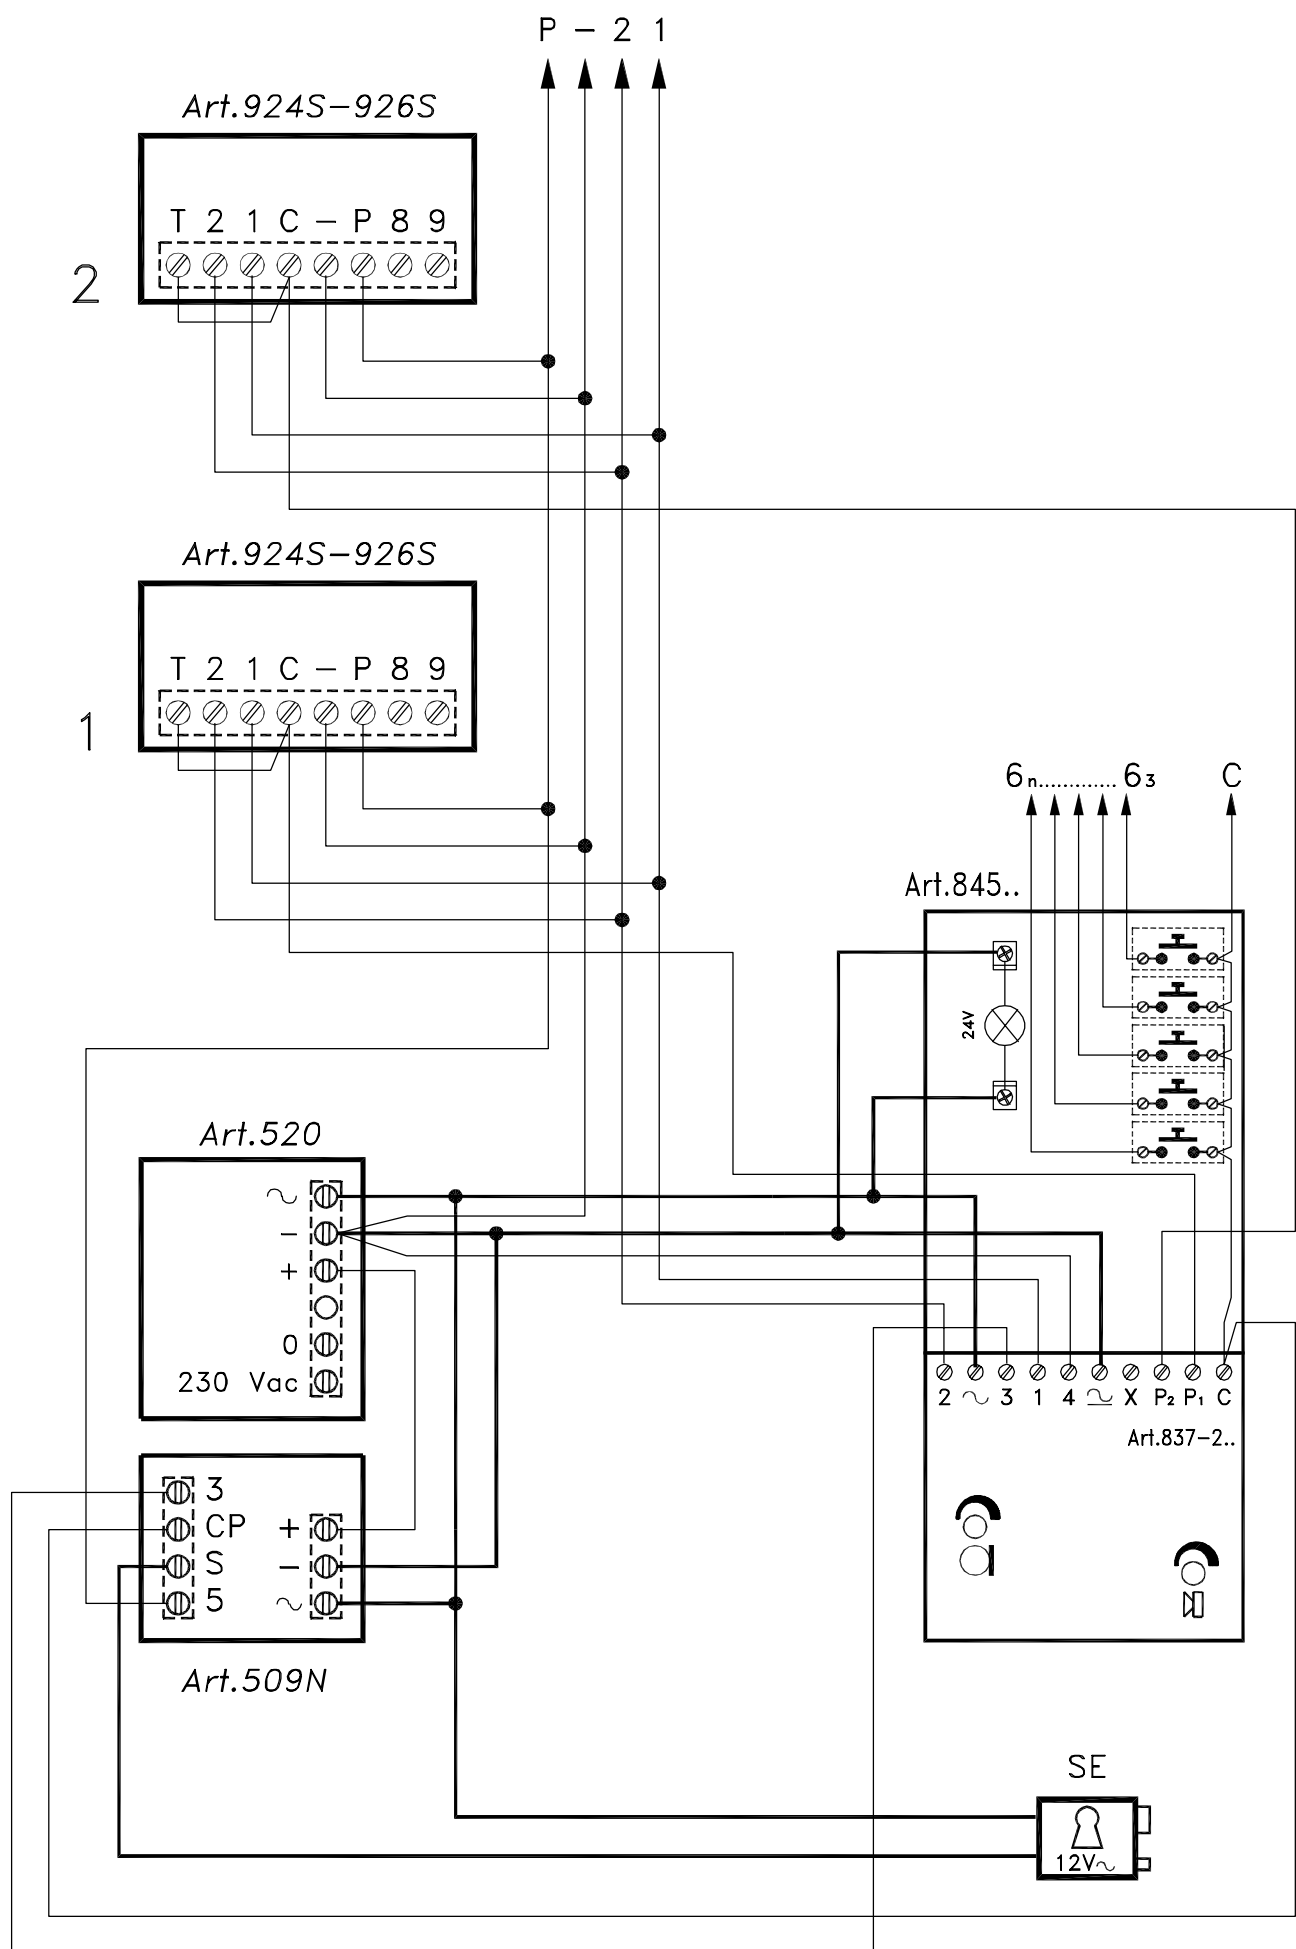 P – 2 1
Art.924S–926S
T 2 1 C – P 8 9
2
Art.924S–926S
T 2 1 C – P 8 9
1
6n............. 63 C
Art.845..
24V
Art.520
~
–
+
0
230 Vac
2 ~ 3 1 4 ≃ X P2 P1 C
Art.837-2..
3
CP +
S –
5 ~
Art.509N
SE
12V~